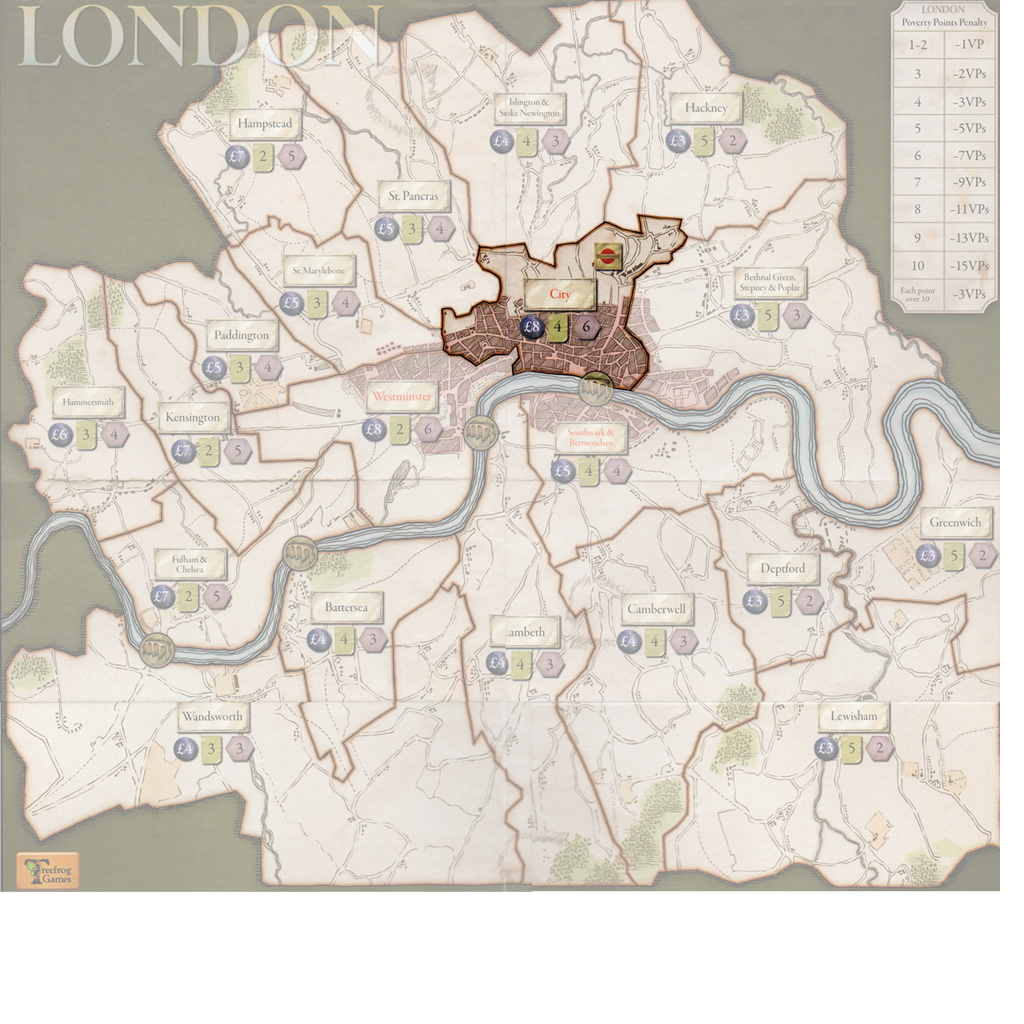 LONDON
LONDON
Poverty Points Penalty
1-2 -1VP
3 -2VPs
4 -3VPs
5 -5VPs
6 -7VPs
7 -9VPs
8 -11VPs
9 -13VPs
10 -15VPs
Each point
over 10 -3VPs
Hampstead
£7 2 5
Islington &
Stoke Newington
£4 4 3
Hackney
£3 5 2
St. Pancras
£5 3 4
St. Marylebone
£5 3 4
City
£8 4 6
Bethnal Green,
Stepney & Poplar
£3 5 3
Paddington
£5 3 4
Hammersmith
£6 3 4
Kensington
£7 2 5
Westminster
£8 2 6
Southwark &
Bermondsey
£5 4 4
Greenwich
£3 5 2
Fulham &
Chelsea
£7 2 5
Battersea
£4 4 3
Lambeth
£4 4 3
Camberwell
£4 4 3
Deptford
£3 5 2
Wandsworth
£4 3 3
Lewisham
£3 5 2
Treefrog
Games